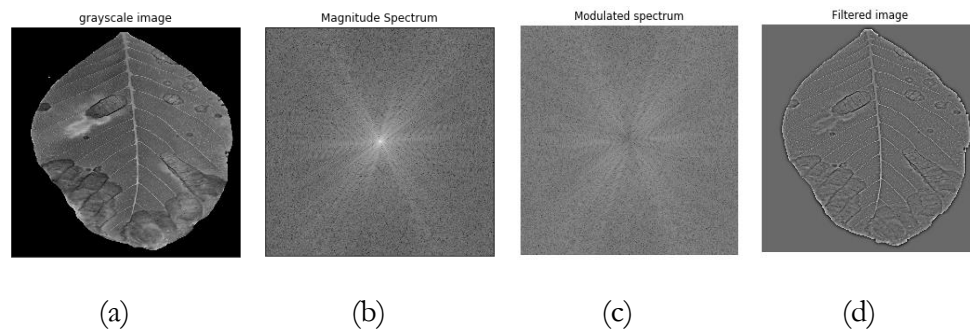 grayscale image
Magnitude Spectrum
Modulated spectrum
Filtered image
(a)
(b)
(c)
(d)